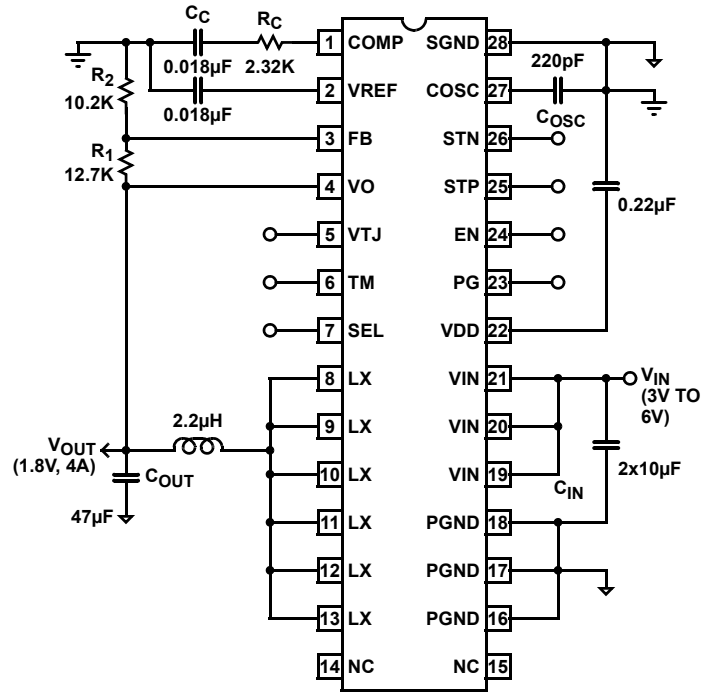 C_C
R_C
0.018µF
2.32K
1 COMP
SGND 28
R_2
10.2K
0.018µF
2 VREF
COSC 27
220pF
C_OSC
3 FB
STN 26
R_1
12.7K
4 VO
STP 25
0.22µF
5 VTJ
EN 24
6 TM
PG 23
7 SEL
VDD 22
8 LX
VIN 21
V_IN
(3V TO
6V)
2.2µH
9 LX
VIN 20
V_OUT
(1.8V, 4A)
C_OUT
47µF
10 LX
VIN 19
C_IN
2x10µF
11 LX
PGND 18
12 LX
PGND 17
13 LX
PGND 16
14 NC
NC 15